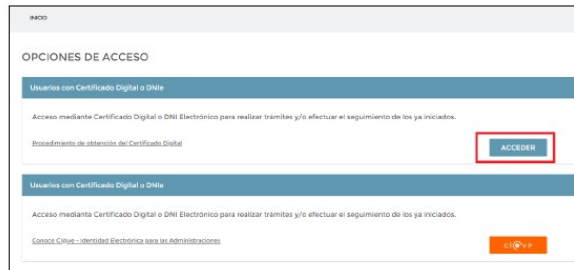 INICIO
OPCIONES DE ACCESO
Usuarios con Certificado Digital o DNIe
Acceso mediante Certificado Digital o DNI Electrónico para realizar trámites y/o efectuar el seguimiento de los ya iniciados.
Procedimiento de obtención del Certificado Digital
ACCEDER
Usuarios con Certificado Digital o DNIe
Acceso mediante Certificado Digital o DNI Electrónico para realizar trámites y/o efectuar el seguimiento de los ya iniciados.
Conoce Cl@ve - Identidad Electrónica para las Administraciones
cl@ve